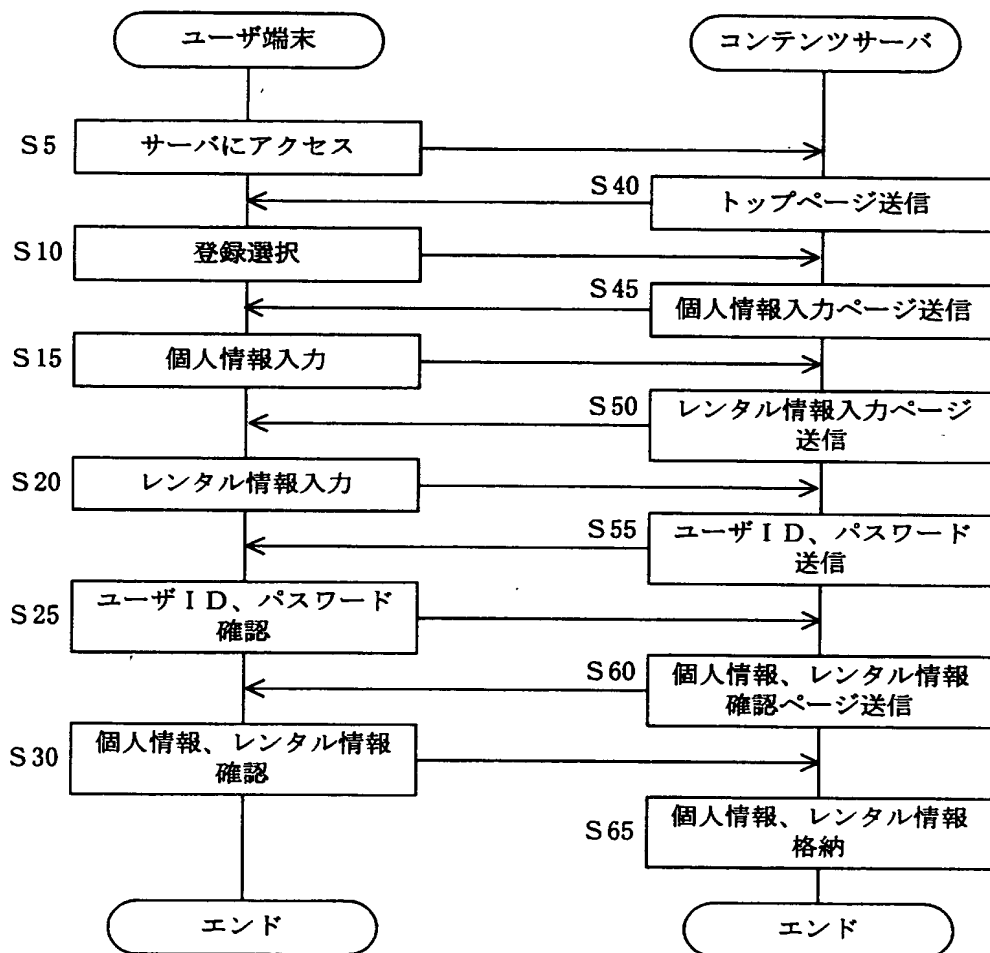 ユーザ端末
コンテンツサーバ
S5
サーバにアクセス
S40
トップページ送信
S10
登録選択
S45
個人情報入力ページ送信
S15
個人情報入力
S50
レンタル情報入力ページ
送信
S20
レンタル情報入力
S55
ユーザID、パスワード
送信
S25
ユーザID、パスワード
確認
S60
個人情報、レンタル情報
確認ページ送信
S30
個人情報、レンタル情報
確認
S65
個人情報、レンタル情報
格納
エンド
エンド